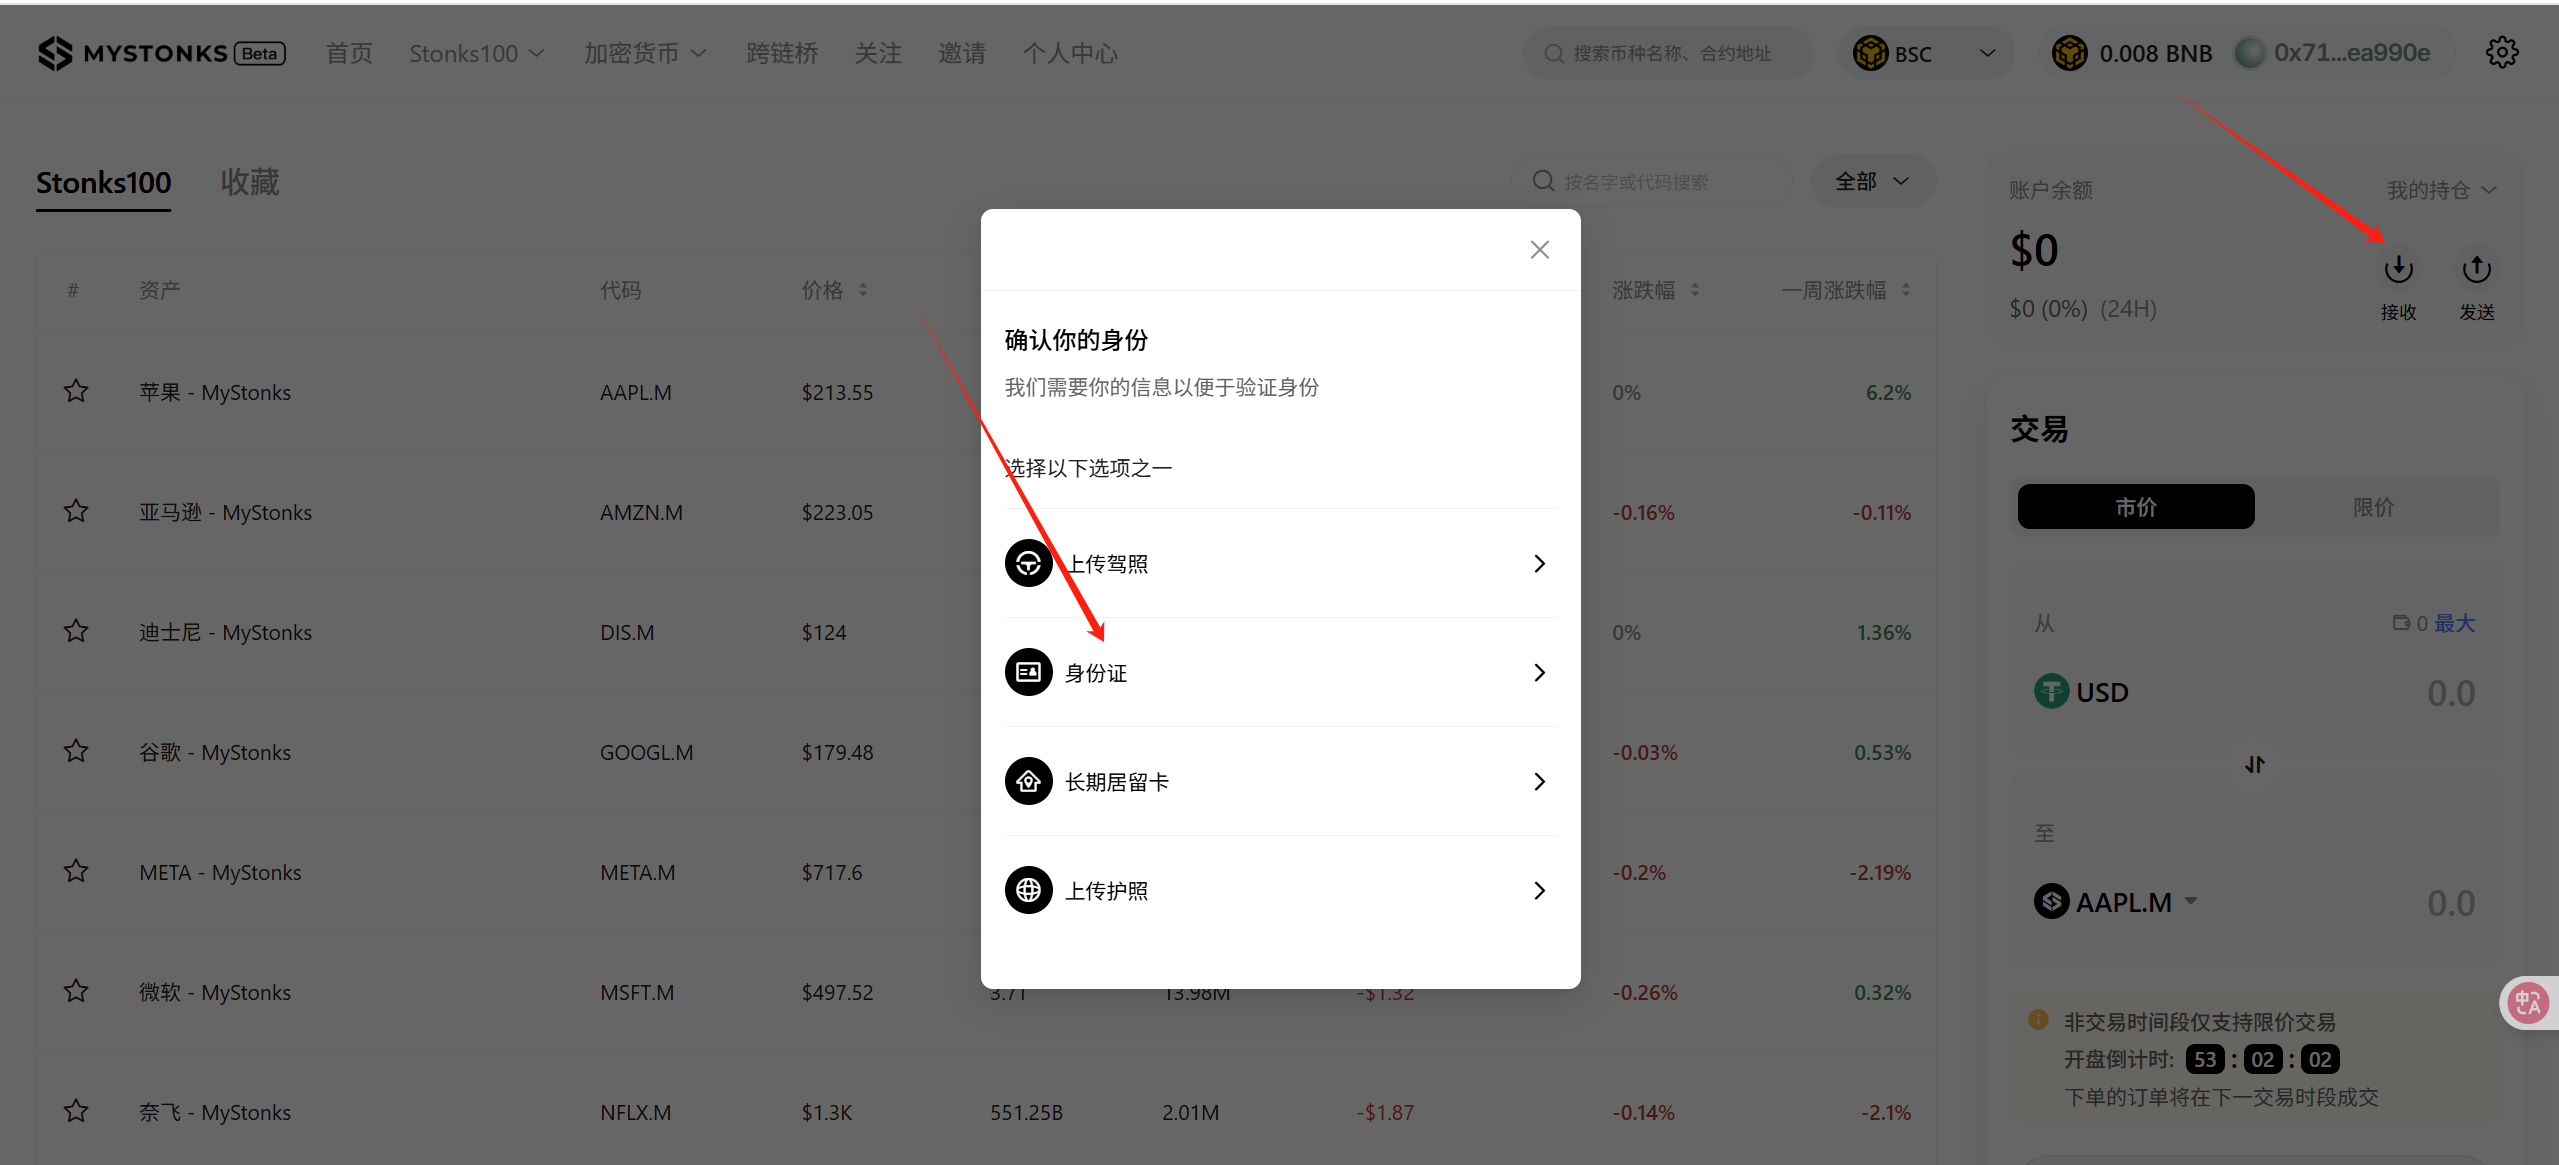 MYSTONKS Beta 首页 Stonks100 加密货币 跨链桥 关注 邀请 个人中心 搜索币种名称、合约地址 BSC 0.008 BNB 0x71...ea990e
Stonks100 收藏 按名字或代码搜索 全部
# 资产 代码 价格 涨跌幅 一周涨跌幅
苹果 - MyStonks AAPL.M $213.55 0% 6.2%
亚马逊 - MyStonks AMZN.M $223.05 -0.16% -0.11%
迪士尼 - MyStonks DIS.M $124 0% 1.36%
谷歌 - MyStonks GOOGL.M $179.48 -0.03% 0.53%
META - MyStonks META.M $717.6 -0.2% -2.19%
微软 - MyStonks MSFT.M $497.52 3.71 13.98M -$1.32 -0.26% 0.32%
奈飞 - MyStonks NFLX.M $1.3K 551.25B 2.01M -$1.87 -0.14% -2.1%
确认你的身份
我们需要你的信息以便于验证身份
选择以下选项之一
上传驾照
身份证
长期居留卡
上传护照
账户余额 我的持仓
$0
$0 (0%) (24H) 接收 发送
交易
市价 限价
从 0 最大
USD 0.0
至
AAPL.M 0.0
非交易时间段仅支持限价交易
开盘倒计时: 53 : 02 : 02
下单的订单将在下一交易时段成交
中 A